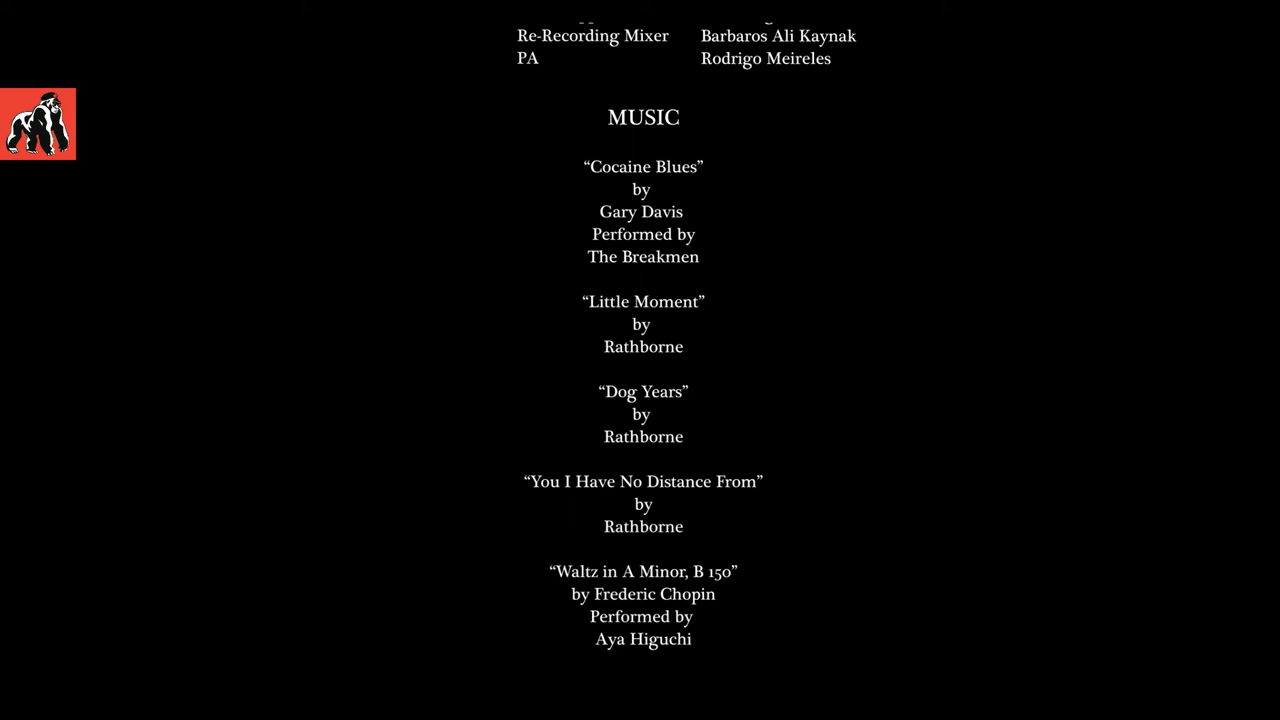 Re-Recording Mixer Barbaros Ali Kaynak
PA Rodrigo Meireles
MUSIC
“Cocaine Blues”
by
Gary Davis
Performed by
The Breakmen
“Little Moment”
by
Rathborne
“Dog Years”
by
Rathborne
“You I Have No Distance From”
by
Rathborne
“Waltz in A Minor, B 150”
by Frederic Chopin
Performed by
Aya Higuchi